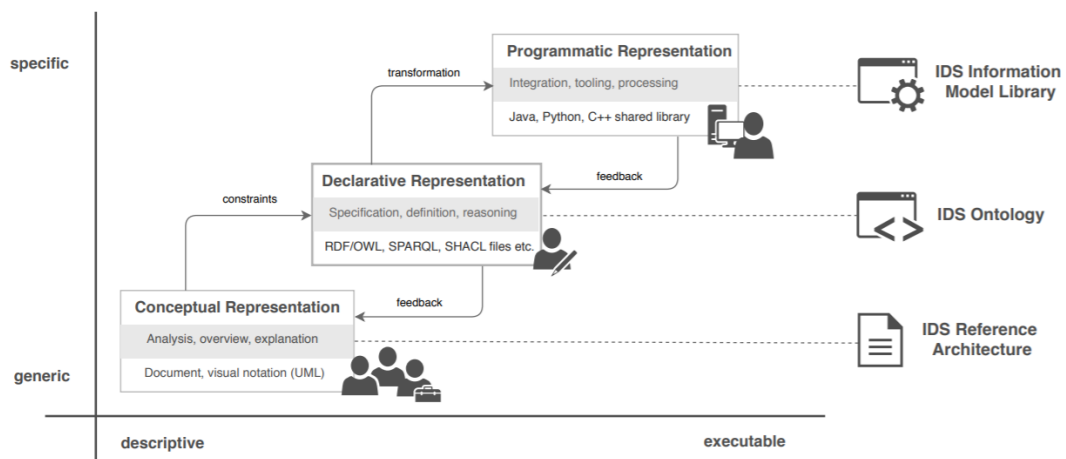 specific
Programmatic Representation
Integration, tooling, processing
Java, Python, C++ shared library
transformation
IDS Information
Model Library
feedback
Declarative Representation
Specification, definition, reasoning
RDF/OWL, SPARQL, SHACL files etc.
constraints
IDS Ontology
feedback
Conceptual Representation
Analysis, overview, explanation
Document, visual notation (UML)
IDS Reference
Architecture
generic
descriptive
executable